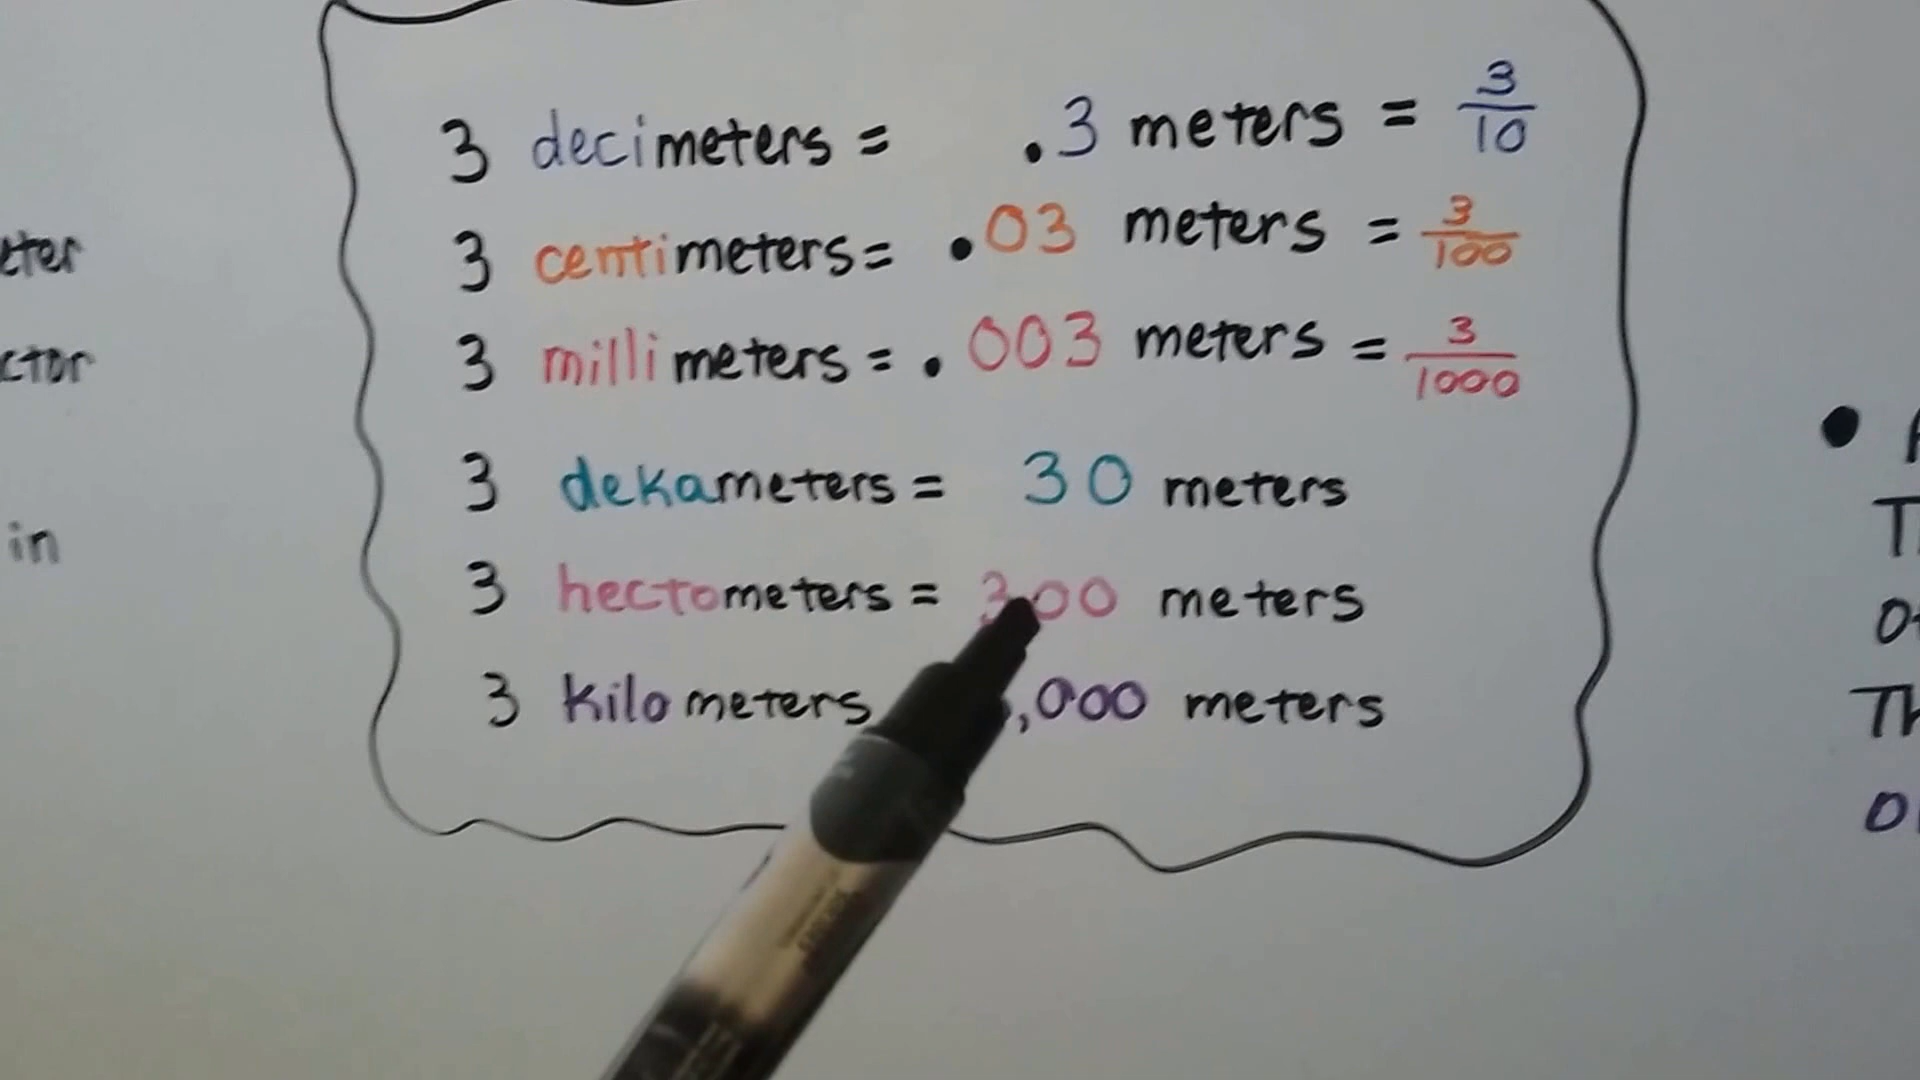 3 decimeters = .3 meters = 3/10
3 centimeters = .03 meters = 3/100
3 millimeters = .003 meters = 3/1000
3 dekameters = 30 meters
3 hectometers = 300 meters
3 kilometers ,000 meters
in